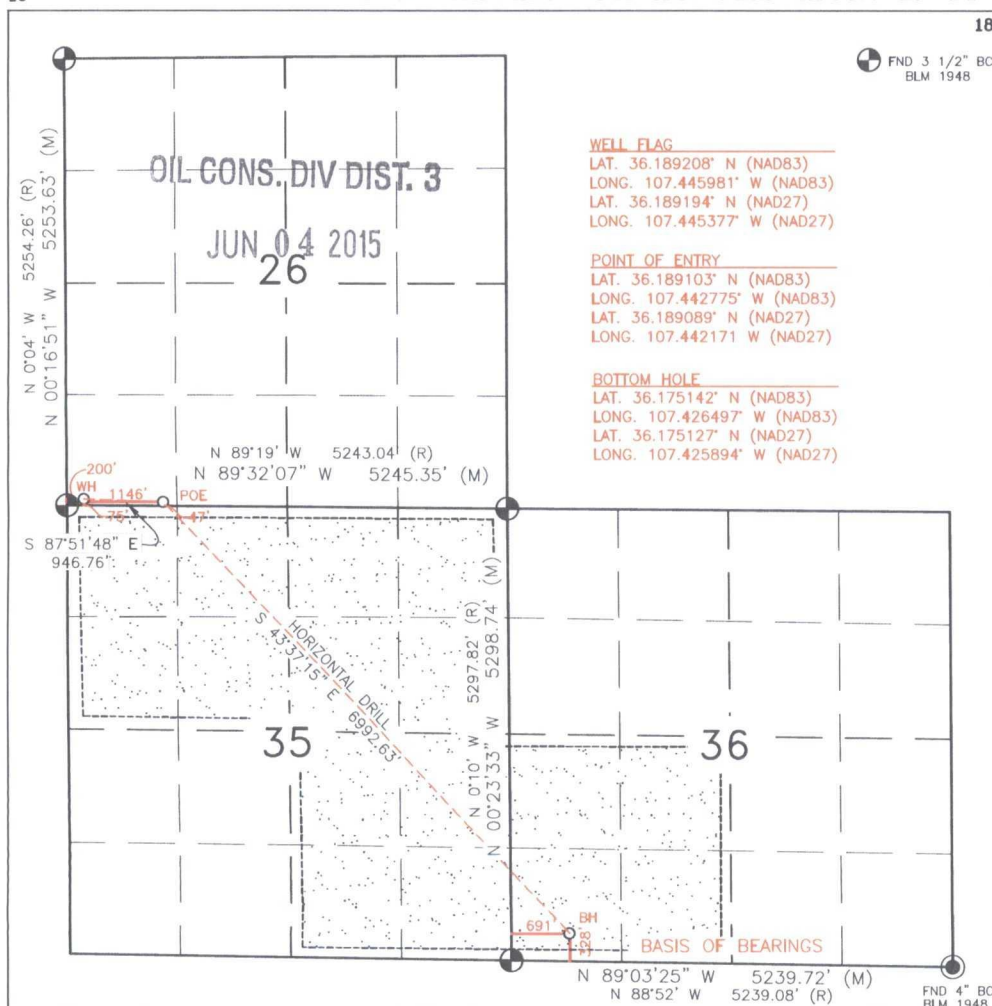 18
FND 3 1/2" BC
BLM 1948
WELL FLAG
LAT. 36.189208° N (NAD83)
LONG. 107.445981° W (NAD83)
LAT. 36.189194° N (NAD27)
LONG. 107.445377° W (NAD27)
POINT OF ENTRY
LAT. 36.189103° N (NAD83)
LONG. 107.442775° W (NAD83)
LAT. 36.189089° N (NAD27)
LONG. 107.442171 W (NAD27)
BOTTOM HOLE
LAT. 36.175142° N (NAD83)
LONG. 107.426497° W (NAD83)
LAT. 36.175127° N (NAD27)
LONG. 107.425894° W (NAD27)
OIL CONS. DIV DIST. 3
JUN 04 2015
26
N 0°04' W 5254.26' (R)
N 00°16'51" W 5253.63' (M)
N 89°19' W 5243.04' (R)
N 89°32'07" W 5245.35' (M)
200'
WH
1146'
POE
75'
47'
S 87°51'48" E
946.76'
HORIZONTAL DRILL
S 43°37'15" E 6992.63'
N 0°10' W 5297.82' (R)
N 00°23'33" W 5298.74' (M)
35
36
691'
BH
328'
BASIS OF BEARINGS
N 89°03'25" W 5239.72' (M)
N 88°52' W 5239.08' (R)
FND 4" BC
BLM 1948